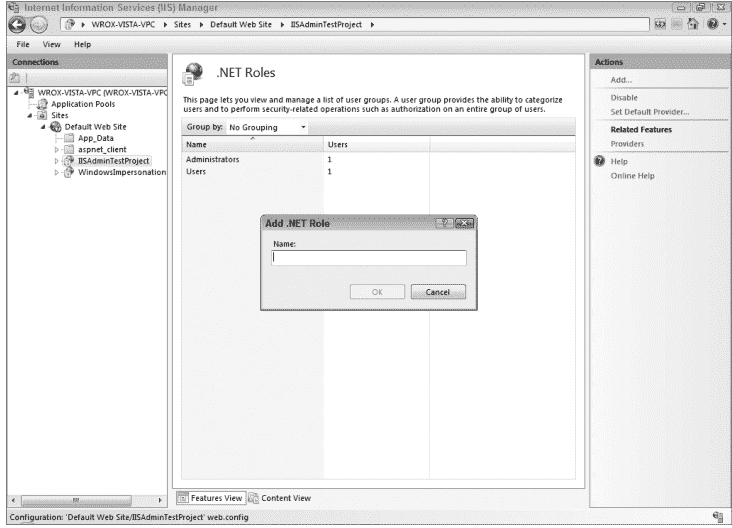 Internet Information Services (IIS) Manager
WROX-VISTA-VPC Sites Default Web Site IISAdminTestProject
File View Help
Connections
WROX-VISTA-VPC (WROX-VISTA-VPC
Application Pools
Sites
Default Web Site
App_Data
aspnet_client
IISAdminTestProject
WindowsImpersonation
.NET Roles
This page lets you view and manage a list of user groups. A user group provides the ability to categorize
users and to perform security-related operations such as authorization on an entire group of users.
Group by: No Grouping
Name Users
Administrators 1
Users 1
Add .NET Role
Name:
OK Cancel
Features View Content View
Actions
Add...
Disable
Set Default Provider...
Related Features
Providers
Help
Online Help
Configuration: 'Default Web Site/IISAdminTestProject' web.config